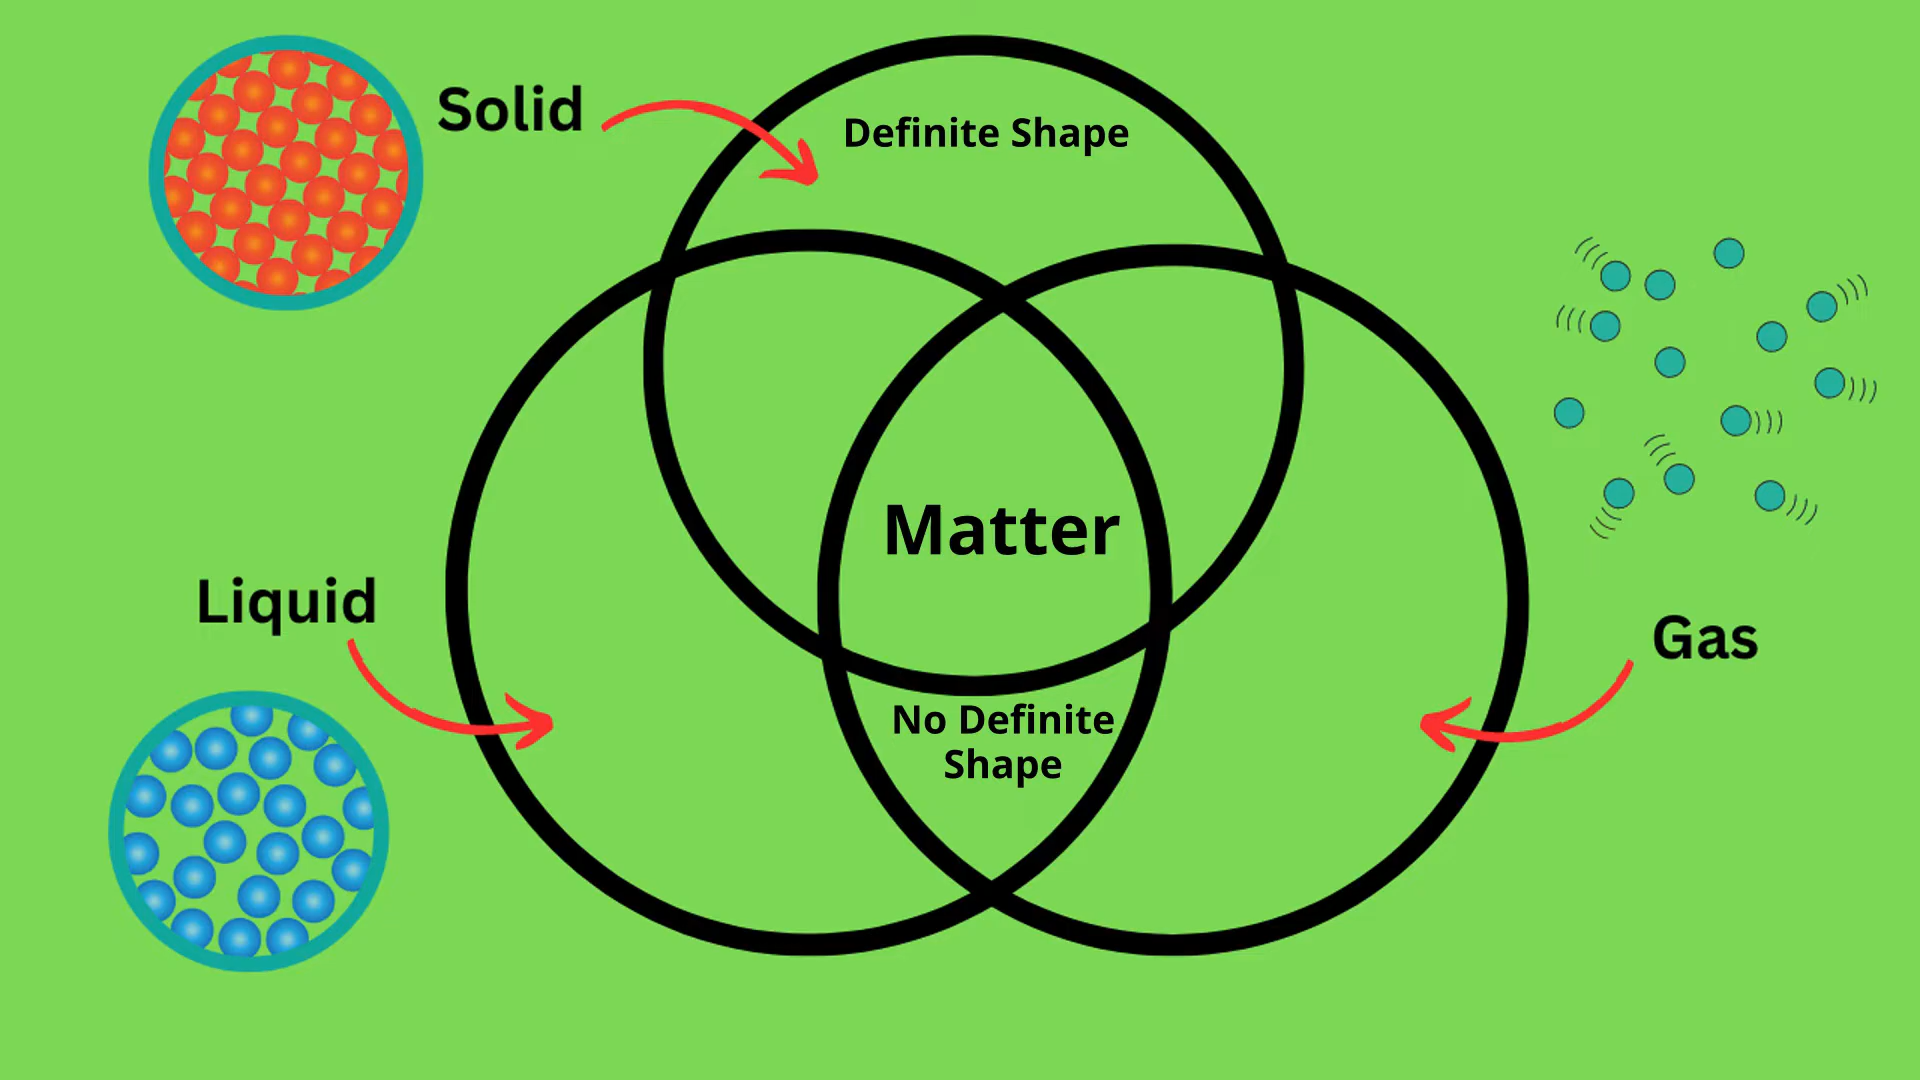 Solid
Definite Shape
Matter
Liquid
Gas
No Definite
Shape